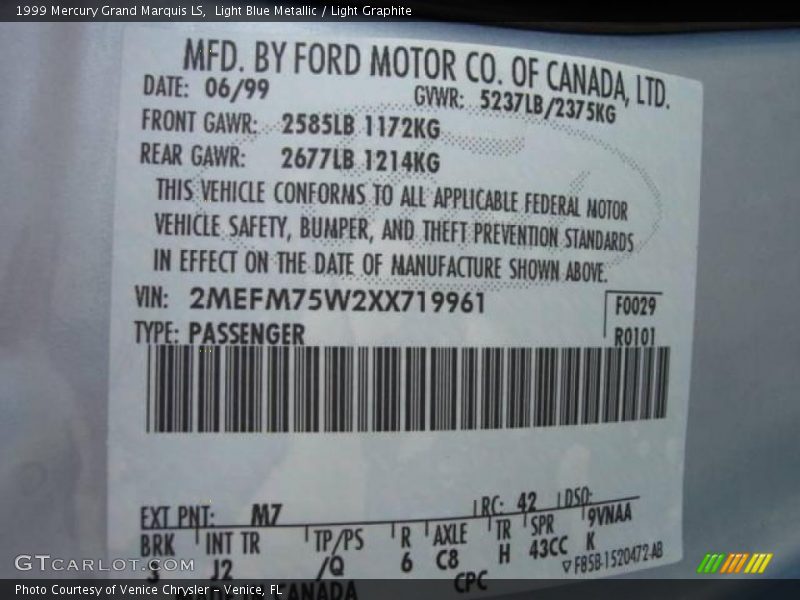 1999 Mercury Grand Marquis LS, Light Blue Metallic / Light Graphite
MFD. BY FORD MOTOR CO. OF CANADA, LTD.
DATE: 06/99 GVWR: 5237LB/2375KG
FRONT GAWR: 2585LB 1172KG
REAR GAWR: 2677LB 1214KG
THIS VEHICLE CONFORMS TO ALL APPLICABLE FEDERAL MOTOR
VEHICLE SAFETY, BUMPER, AND THEFT PREVENTION STANDARDS
IN EFFECT ON THE DATE OF MANUFACTURE SHOWN ABOVE.
VIN: 2MEFM75W2XX719961 F0029
TYPE: PASSENGER R0101
EXT PNT: M7 RC: 42 DSO:
BRK INT TR TP/PS R AXLE TR SPR 9VNAA
J2 /Q 6 C8 H 43CC K
▽F85B-1520472-AB
CPC
CANADA
GTCARLOT.COM
Photo Courtesy of Venice Chrysler - Venice, FL